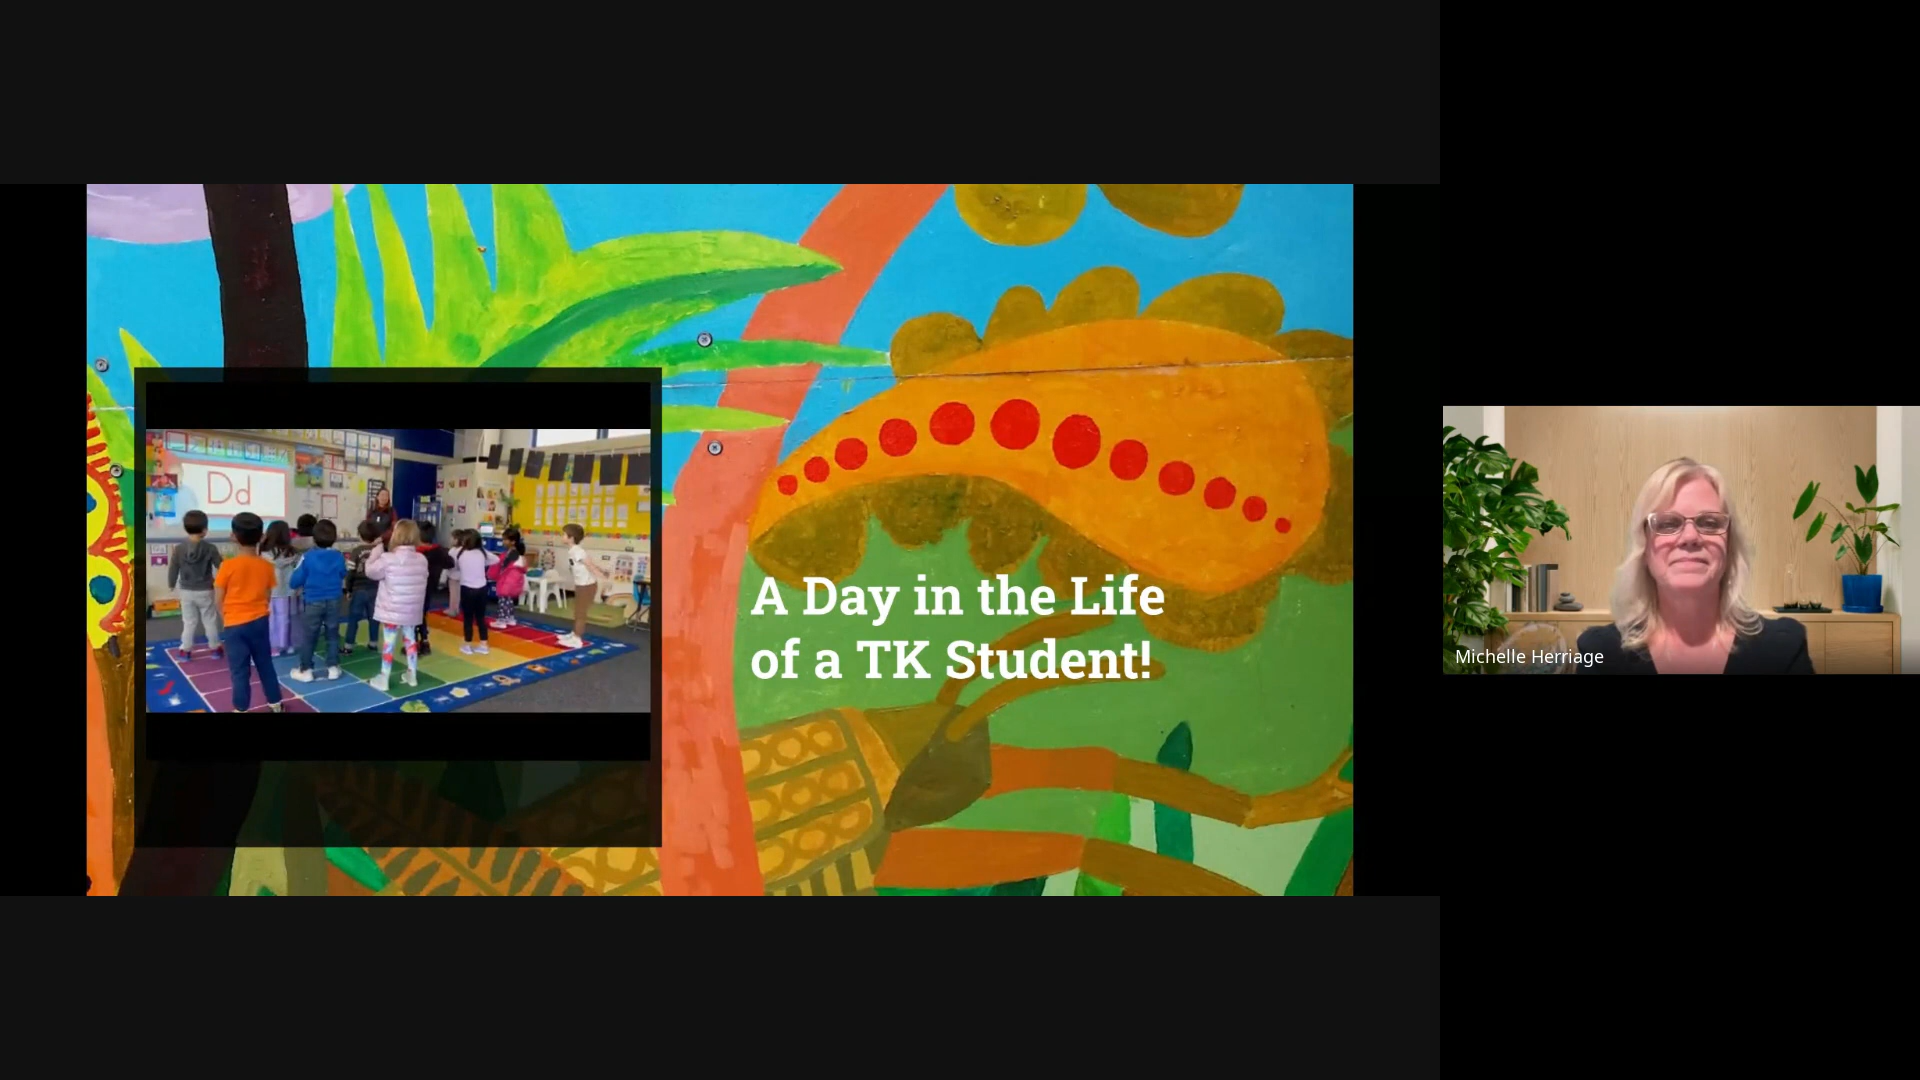 Dd
A Day in the Life
of a TK Student!
Michelle Herriage